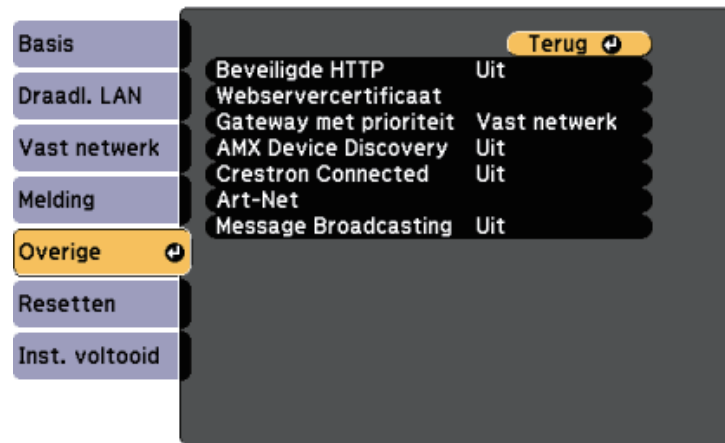 Basis
Draadl. LAN
Vast netwerk
Melding
Overige
Resetten
Inst. voltooid
Terug
Beveiligde HTTP Uit
Webservercertificaat
Gateway met prioriteit Vast netwerk
AMX Device Discovery Uit
Crestron Connected Uit
Art-Net
Message Broadcasting Uit